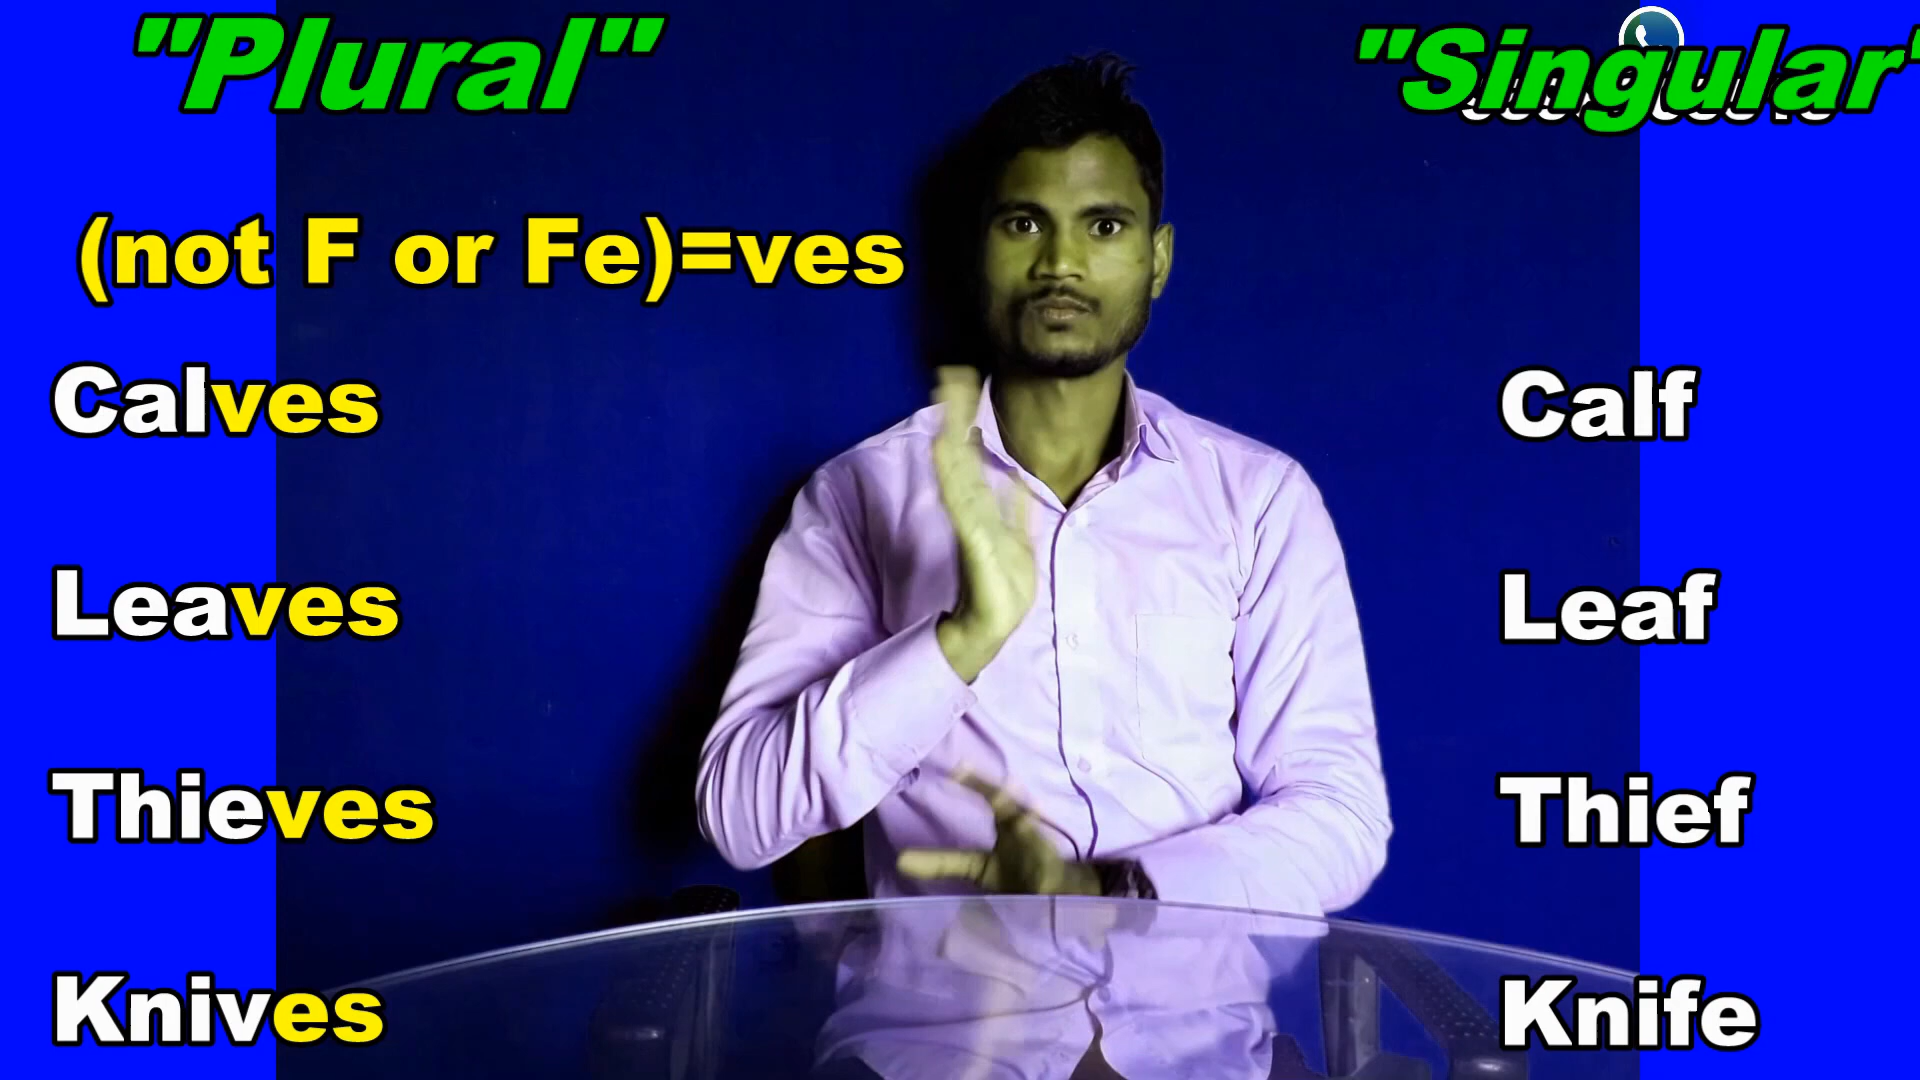 "Plural"
"Singular"
(not F or Fe)=ves
Calves
Calf
Leaves
Leaf
Thieves
Thief
Knives
Knife